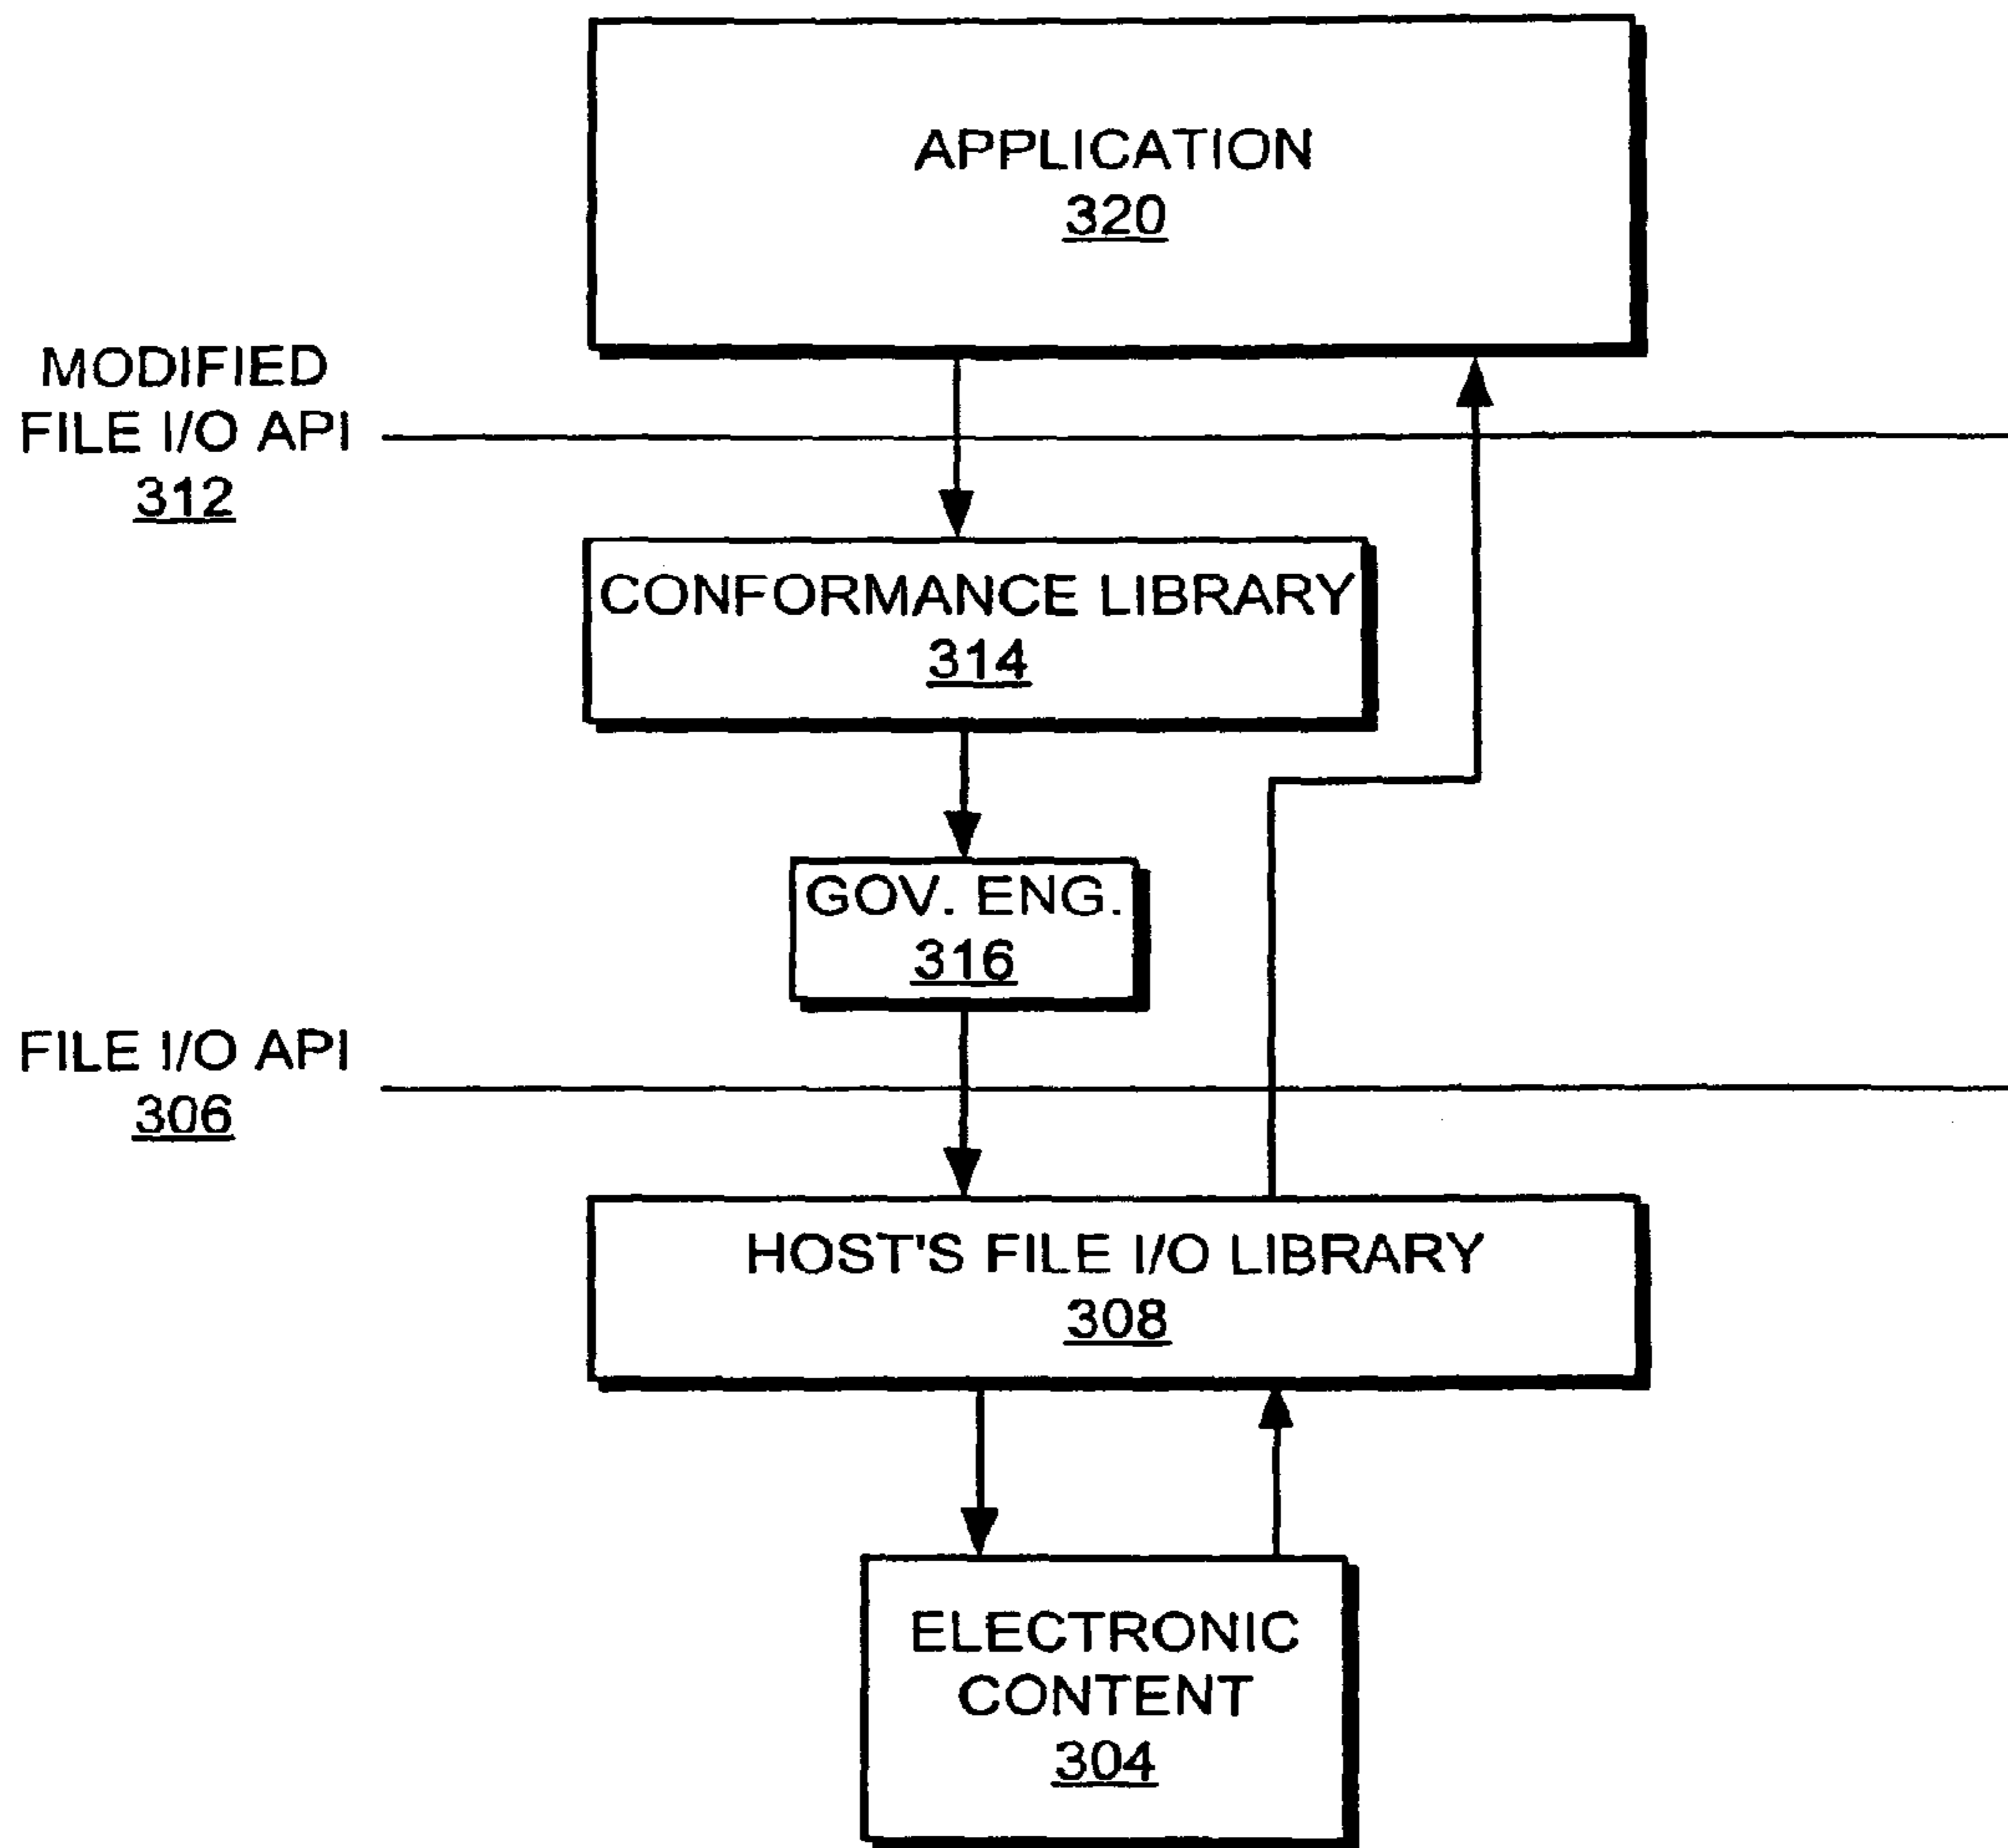 APPLICATION
320
MODIFIED
FILE I/O API
312
CONFORMANCE LIBRARY
314
GOV. ENG.
316
FILE I/O API
306
HOST'S FILE I/O LIBRARY
308
ELECTRONIC
CONTENT
304